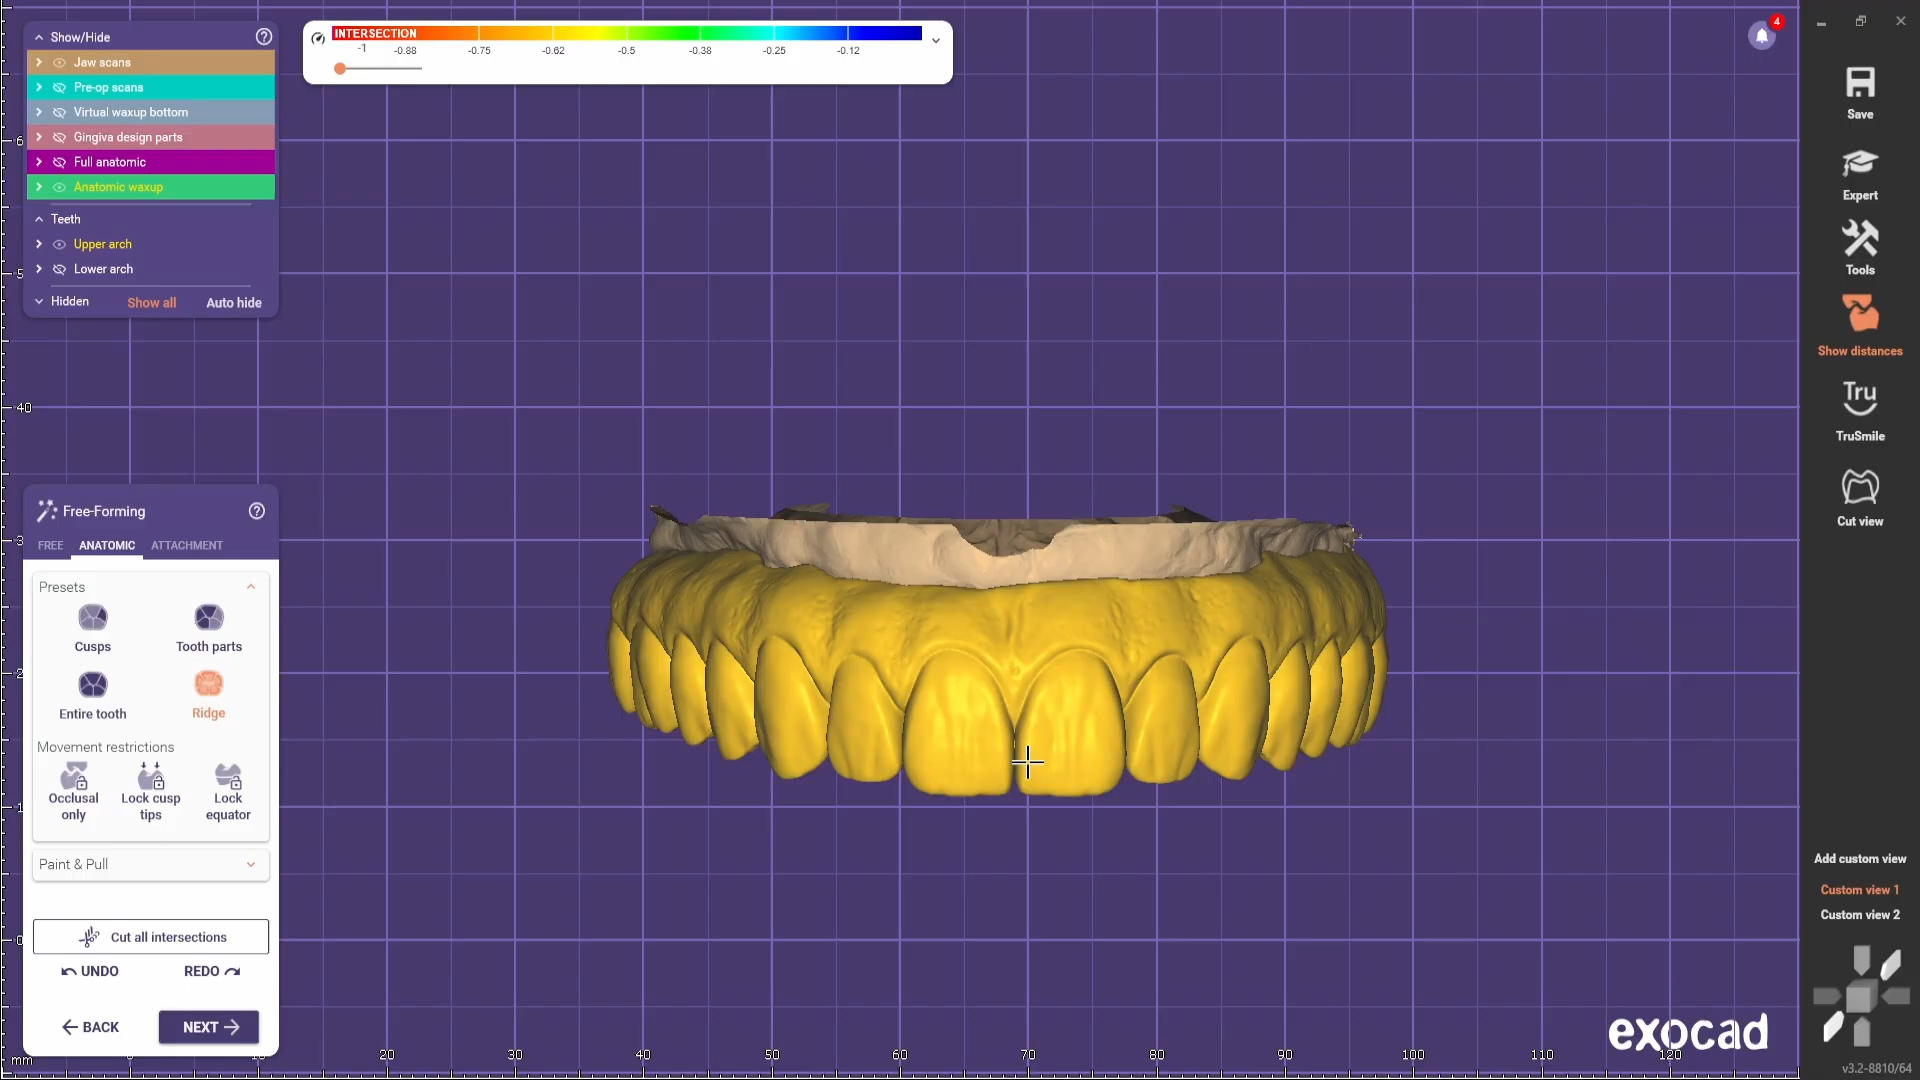 Show/Hide
Jaw scans
Pre-op scans
Virtual waxup bottom
Gingiva design parts
Full anatomic
Anatomic waxup
Teeth
Upper arch
Lower arch
Hidden Show all Auto hide
INTERSECTION
-1 -0.88 -0.75 -0.62 -0.5 -0.38 -0.25 -0.12
4
Save
Expert
Tools
Show distances
Tru
TruSmile
Cut view
Free-Forming
FREE ANATOMIC ATTACHMENT
Presets
Cusps Tooth parts
Entire tooth Ridge
Movement restrictions
Occlusal only
Lock cusp tips
Lock equator
Paint & Pull
Cut all intersections
UNDO REDO
BACK NEXT
Add custom view
Custom view 1
Custom view 2
40
mm 20 30 40 50 60 70 80 90 100 110 120
exocad
v3.2-8810/64